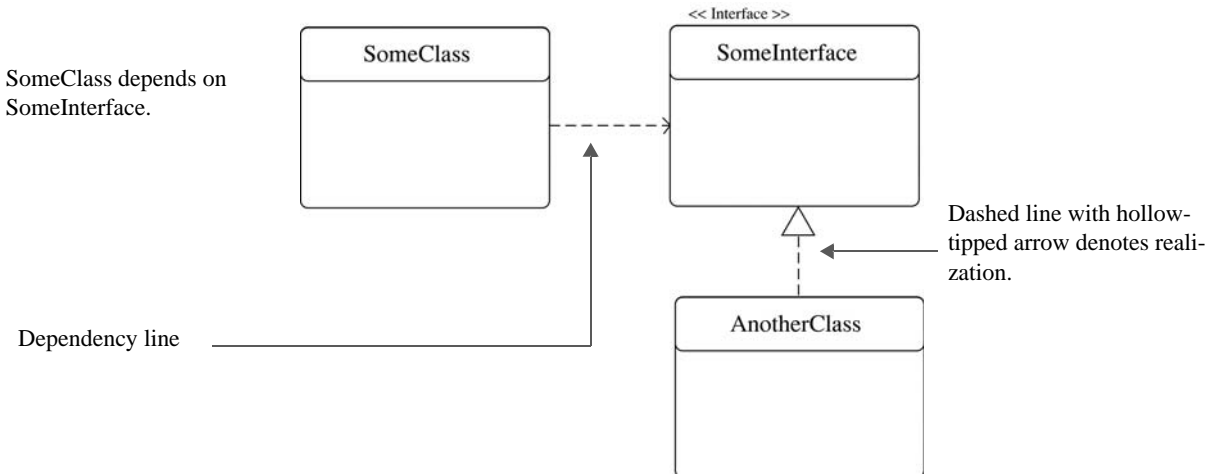 << Interface >>
SomeClass
SomeInterface
SomeClass depends on
SomeInterface.
Dashed line with hollow-
tipped arrow denotes reali-
zation.
AnotherClass
Dependency line